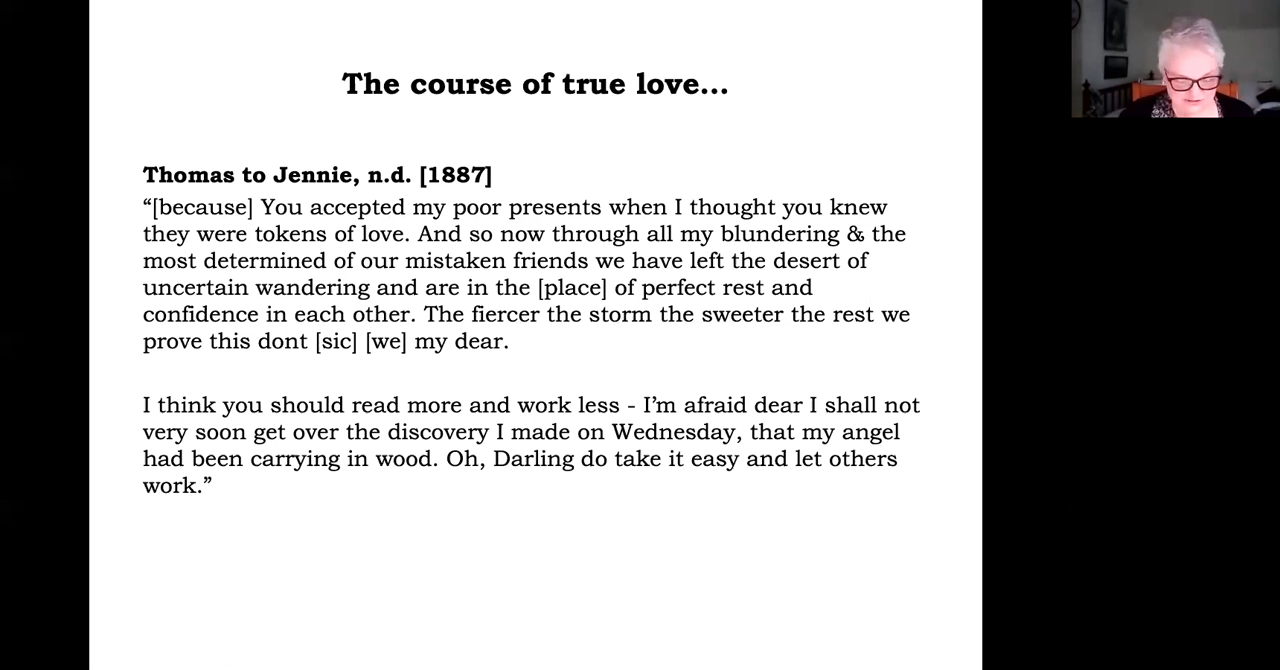 The course of true love...
Thomas to Jennie, n.d. [1887]
“[because] You accepted my poor presents when I thought you knew
they were tokens of love. And so now through all my blundering & the
most determined of our mistaken friends we have left the desert of
uncertain wandering and are in the [place] of perfect rest and
confidence in each other. The fiercer the storm the sweeter the rest we
prove this dont [sic] [we] my dear.
I think you should read more and work less - I’m afraid dear I shall not
very soon get over the discovery I made on Wednesday, that my angel
had been carrying in wood. Oh, Darling do take it easy and let others
work.”